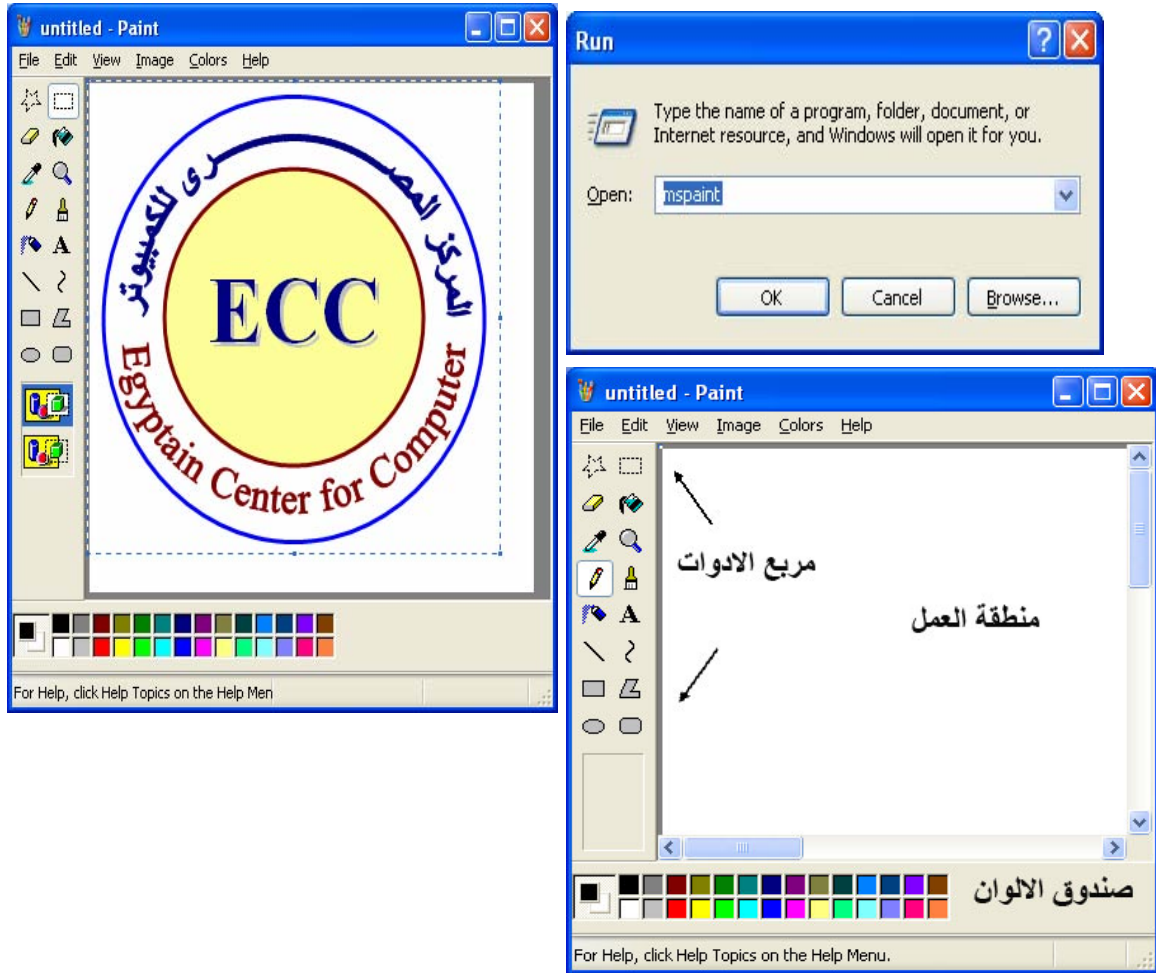 untitled - Paint
File Edit View Image Colors Help
المركز المصرى للكمبيوتر
ECC
Egyptain Center for Computer
For Help, click Help Topics on the Help Men
Run
Type the name of a program, folder, document, or
Internet resource, and Windows will open it for you.
Open: mspaint
OK Cancel Browse...
untitled - Paint
File Edit View Image Colors Help
A
مربع الادوات
منطقة العمل
صندوق الالوان
For Help, click Help Topics on the Help Menu.